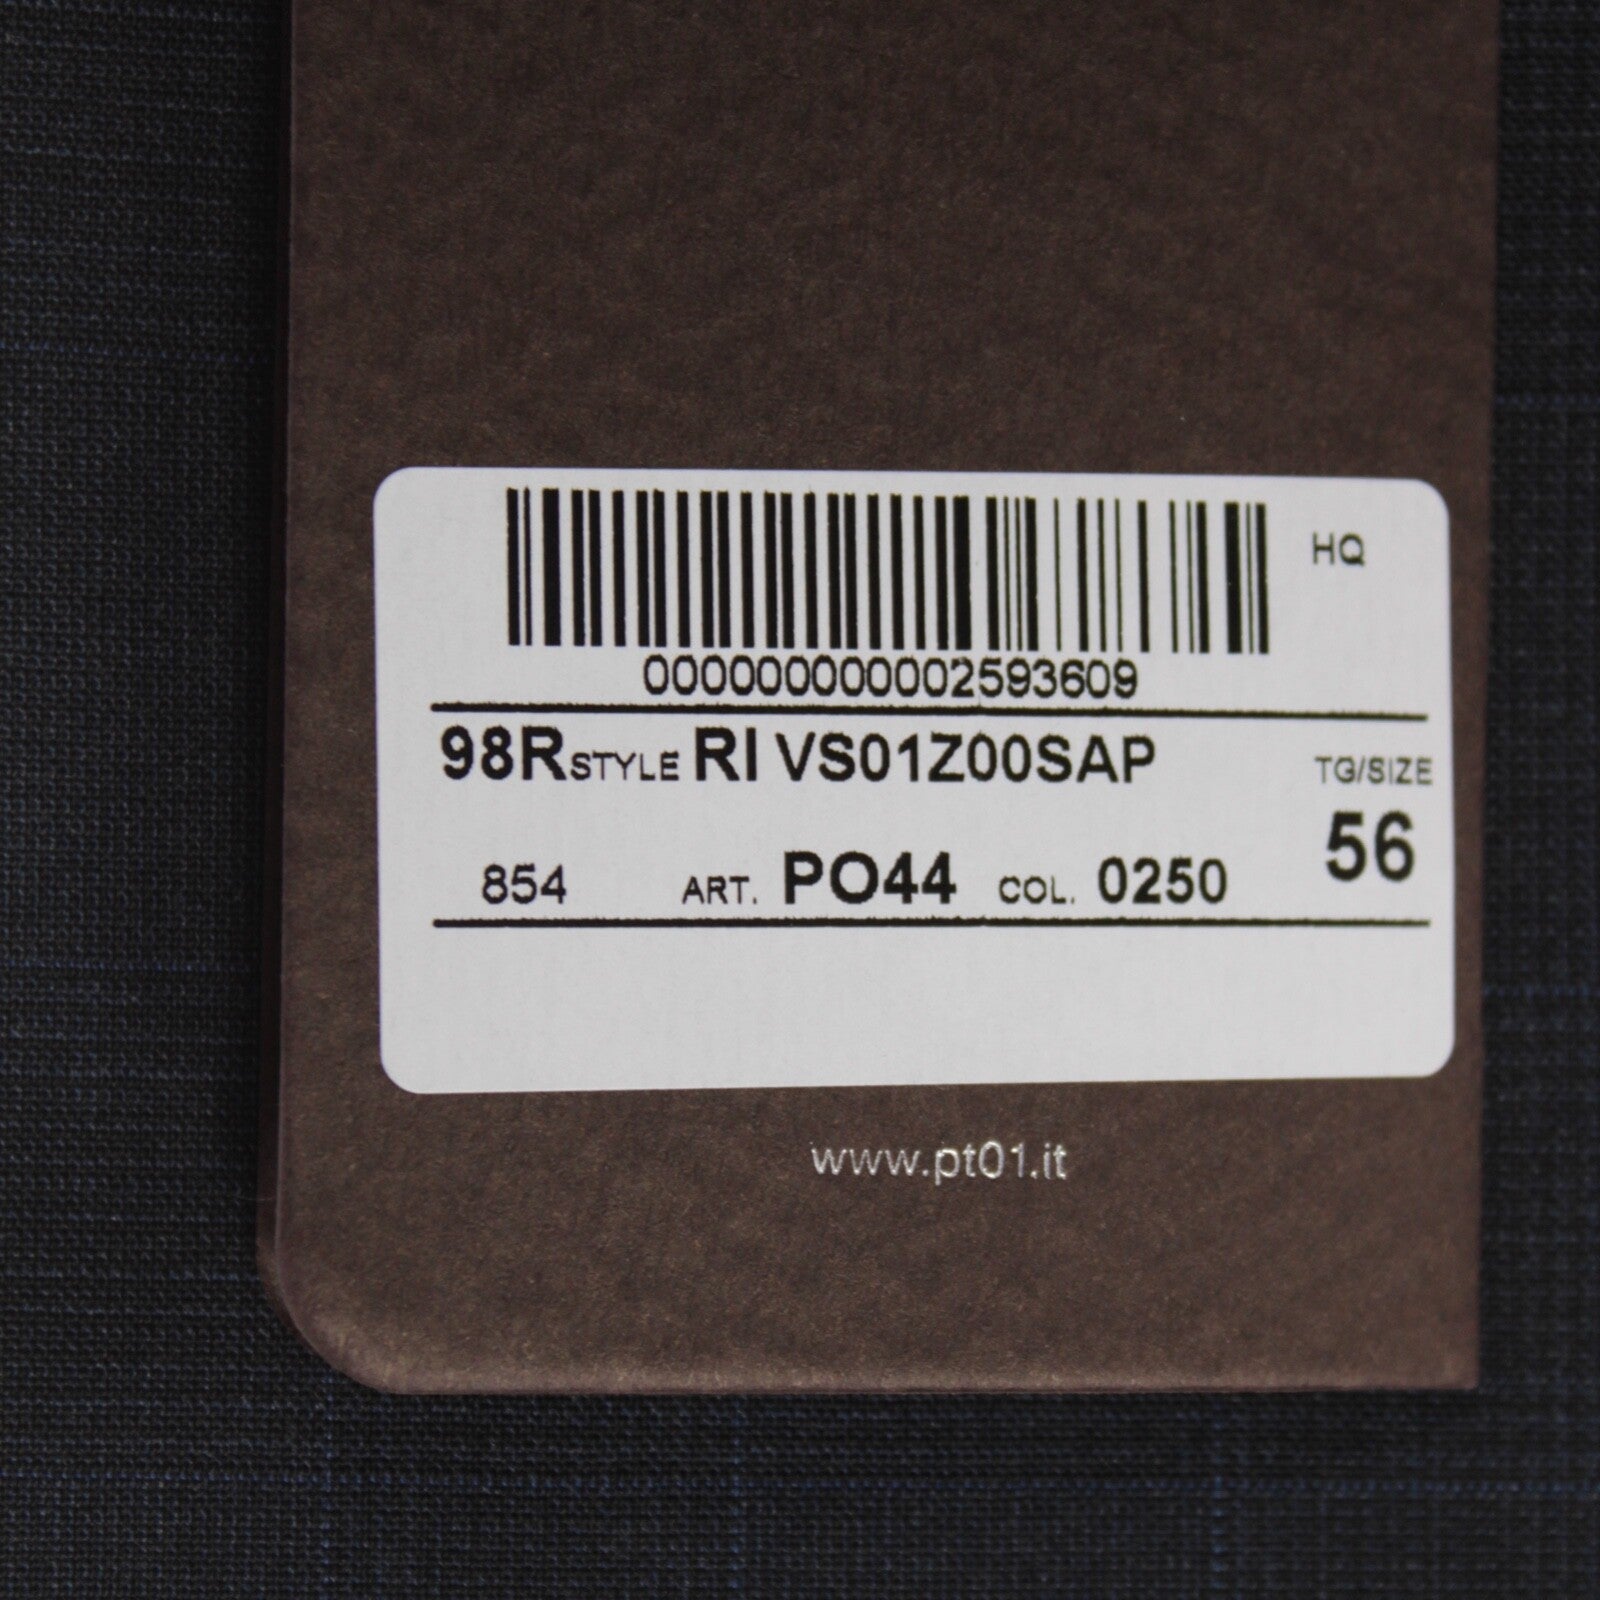 HQ
0000000000002593609
98R STYLE RI VS01Z00SAP TG/SIZE
854 ART. PO44 COL. 0250 56
www.pt01.it